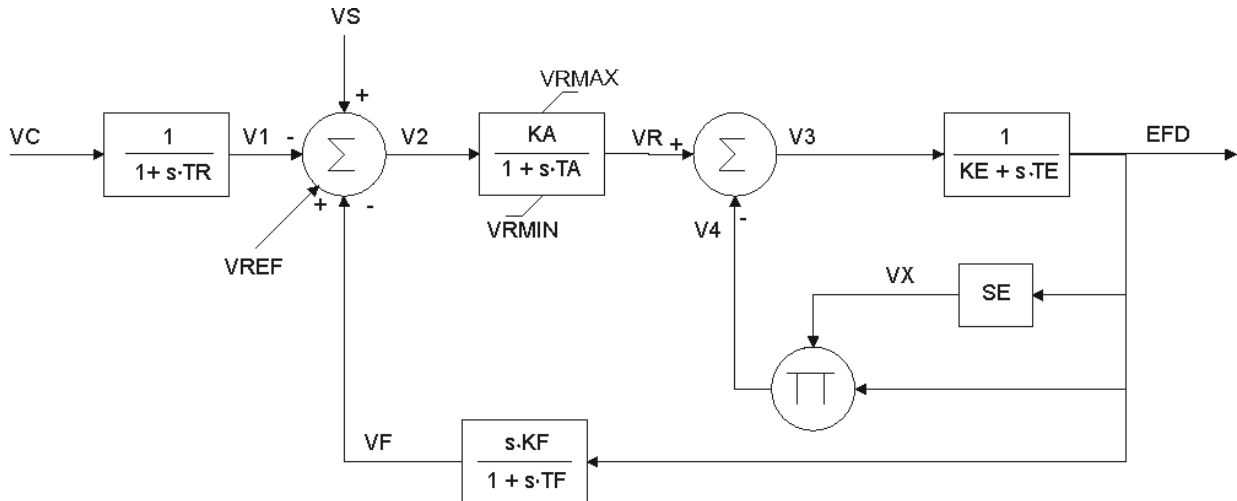 VS
VRMAX
+
VC
1
1+ s·TR
V1
-
Σ
V2
KA
1 + s·TA
VR
+
Σ
V3
1
KE + s·TE
EFD
+
-
VRMIN
V4
-
VREF
VX
SE
∏
VF
s·KF
1 + s·TF